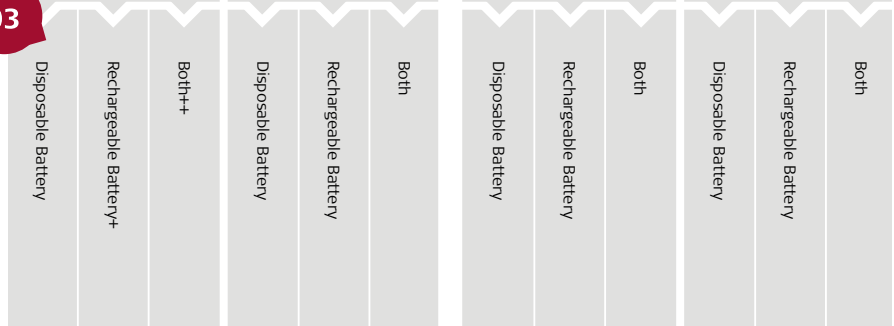 03
Disposable Battery
Rechargeable Battery+
Both++
Disposable Battery
Rechargeable Battery
Both
Disposable Battery
Rechargeable Battery
Both
Disposable Battery
Rechargeable Battery
Both